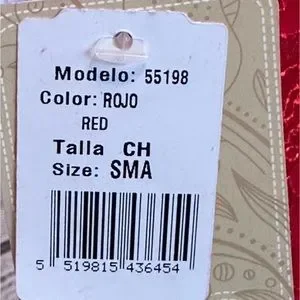 Modelo: 55198
Color: ROJO
RED
Talla CH
Size: SMA
5 519815 436454